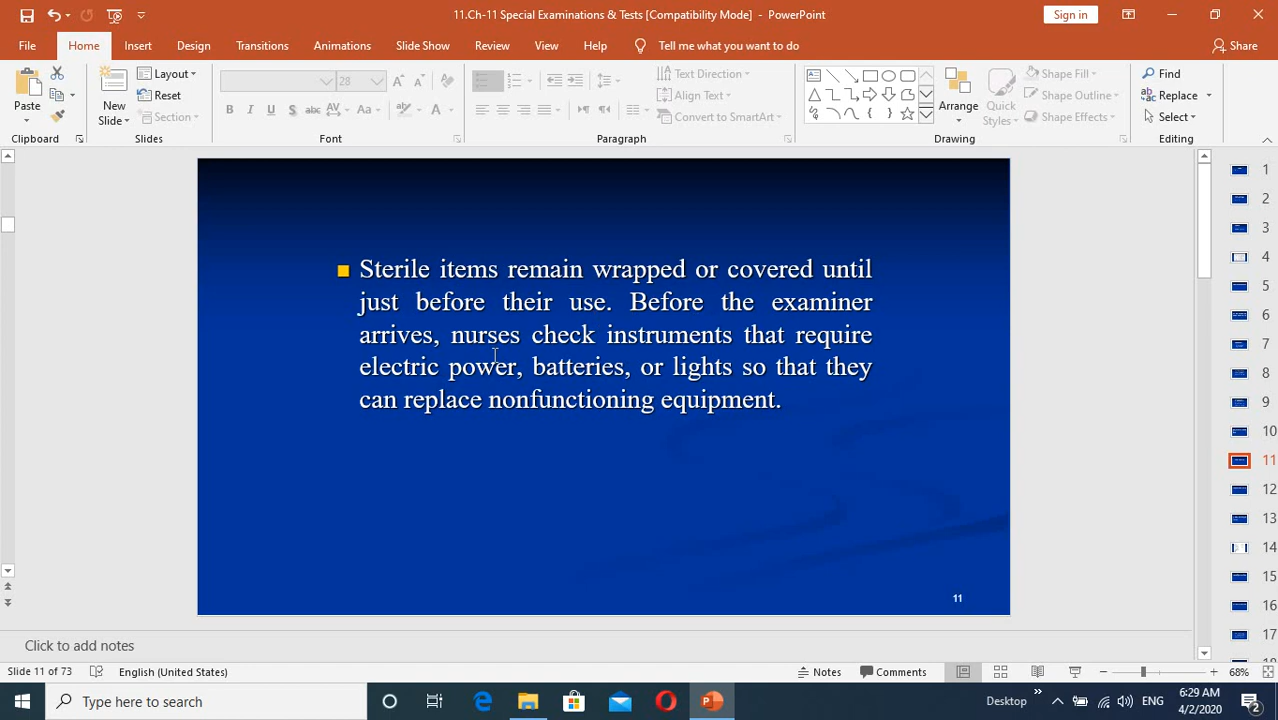 11.Ch-11 Special Examinations & Tests [Compatibility Mode] - PowerPoint
Sign in
File Home Insert Design Transitions Animations Slide Show Review View Help Tell me what you want to do Share
Paste
New Slide
Layout
Reset
Section
28
B I U S abc AV Aa A
Text Direction
Align Text
Convert to SmartArt
Arrange
Quick Styles
Shape Fill
Shape Outline
Shape Effects
Find
Replace
Select
Clipboard Slides Font Paragraph Drawing Editing
Sterile items remain wrapped or covered until
just before their use. Before the examiner
arrives, nurses check instruments that require
electric power, batteries, or lights so that they
can replace nonfunctioning equipment.
11
1
2
3
4
5
6
7
8
9
10
11
12
13
14
15
16
17
Click to add notes
Slide 11 of 73 English (United States) Notes Comments 68%
Type here to search
Desktop
ENG
6:29 AM
4/2/2020
2